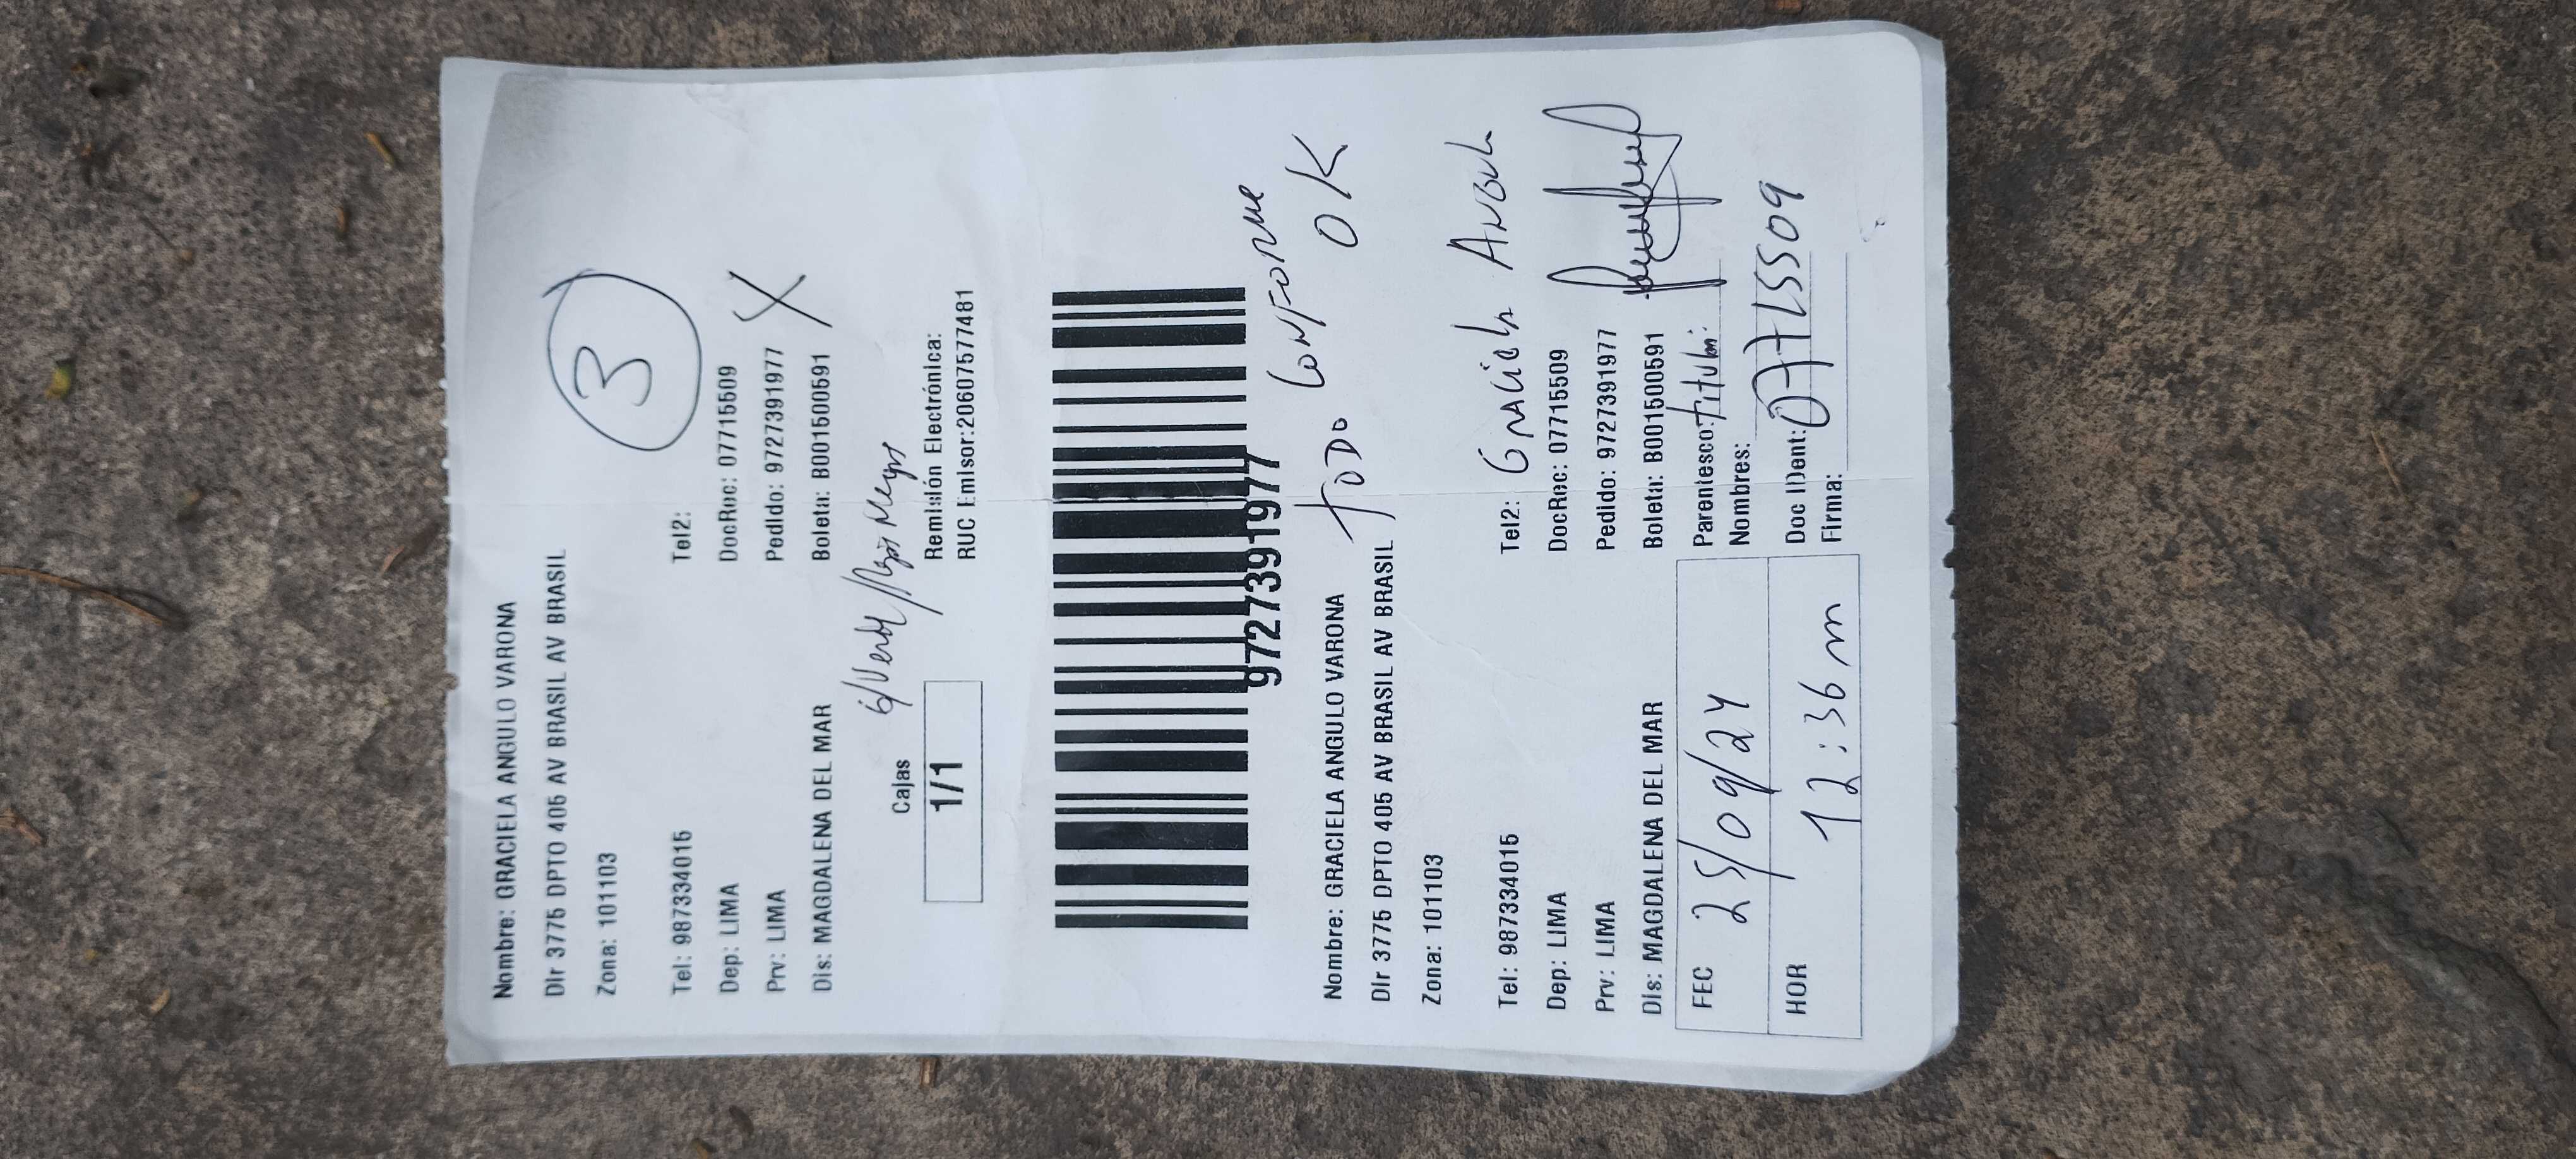 Nombre: GRACIELA ANGULO VARONA
Dir 3775 DPTO 405 AV BRASIL AV BRASIL
3
Zona: 101103
Tel: 987334015 Tel2:
Dep: LIMA DocRec: 07715509
Prv: LIMA Pedido: 9727391977
X
Dis: MAGDALENA DEL MAR Boleta: B001500591
Cajas
1/1
Remisión Electrónica:
RUC Emisor:20607577481
9727391977
TODO CONFORME
OK
Nombre: GRACIELA ANGULO VARONA
Dir 3775 DPTO 405 AV BRASIL AV BRASIL
Zona: 101103
Tel: 987334015 Tel2: GRACIELA ANGUL
Dep: LIMA DocRec: 07715509
Prv: LIMA Pedido: 9727391977
Dis: MAGDALENA DEL MAR Boleta: B001500591
FEC 25/09/24 Parentesco: titular:
Nombres:
HOR 12:36 m Doc IDent: 07715509
Firma: